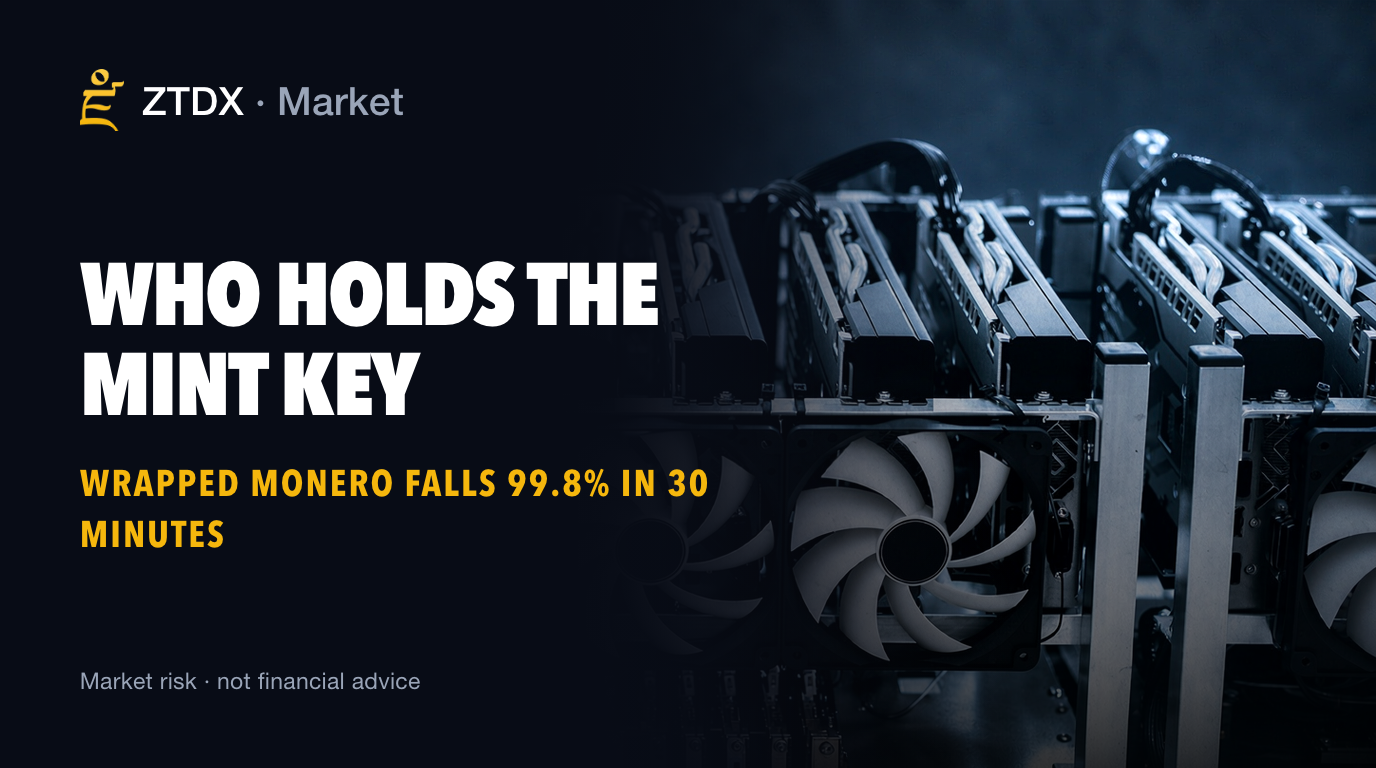 ZTDX · Market
WHO HOLDS THE
MINT KEY
WRAPPED MONERO FALLS 99.8% IN 30
MINUTES
Market risk · not financial advice